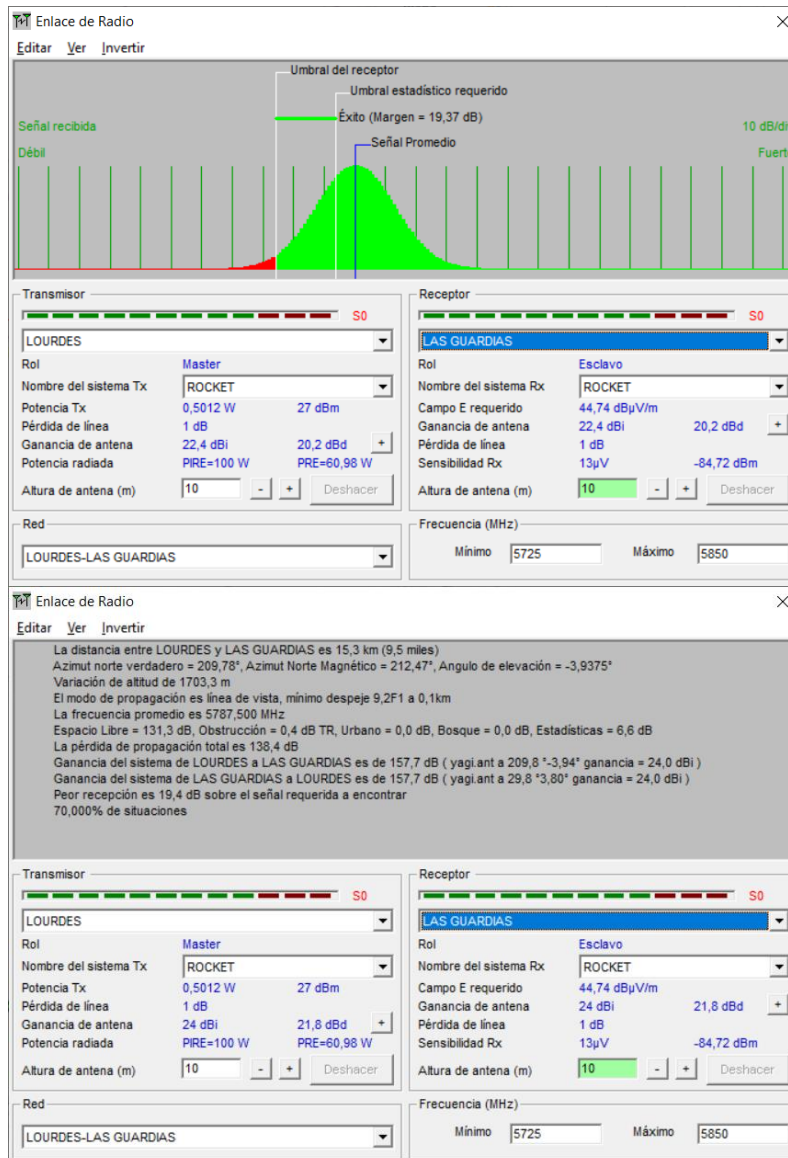 Enlace de Radio
Editar Ver Invertir
Umbral del receptor
Umbral estadístico requerido
Éxito (Margen = 19,37 dB)
Señal recibida
10 dB/di
Señal Promedio
Débil
Fuert
Transmisor
Receptor
S0
S0
LOURDES
LAS GUARDIAS
Rol Master
Rol Esclavo
Nombre del sistema Tx ROCKET
Nombre del sistema Rx ROCKET
Potencia Tx 0,5012 W 27 dBm
Campo E requerido 44,74 dBµV/m
Pérdida de línea 1 dB
Ganancia de antena 22,4 dBi 20,2 dBd +
Ganancia de antena 22,4 dBi 20,2 dBd +
Pérdida de línea 1 dB
Potencia radiada PIRE=100 W PRE=60,98 W
Sensibilidad Rx 13µV -84,72 dBm
Altura de antena (m) 10 - + Deshacer
Altura de antena (m) 10 - + Deshacer
Red
Frecuencia (MHz)
LOURDES-LAS GUARDIAS
Mínimo 5725 Máximo 5850
Enlace de Radio
Editar Ver Invertir
La distancia entre LOURDES y LAS GUARDIAS es 15,3 km (9,5 miles)
Azimut norte verdadero = 209,78°, Azimut Norte Magnético = 212,47°, Angulo de elevación = -3,9375°
Variación de altitud de 1703,3 m
El modo de propagación es línea de vista, mínimo despeje 9,2F1 a 0,1km
La frecuencia promedio es 5787,500 MHz
Espacio Libre = 131,3 dB, Obstrucción = 0,4 dB TR, Urbano = 0,0 dB, Bosque = 0,0 dB, Estadísticas = 6,6 dB
La pérdida de propagación total es 138,4 dB
Ganancia del sistema de LOURDES a LAS GUARDIAS es de 157,7 dB ( yagi.ant a 209,8 °-3,94° ganancia = 24,0 dBi )
Ganancia del sistema de LAS GUARDIAS a LOURDES es de 157,7 dB ( yagi.ant a 29,8 °3,80° ganancia = 24,0 dBi )
Peor recepción es 19,4 dB sobre el señal requerida a encontrar
70,000% de situaciones
Transmisor
Receptor
S0
S0
LOURDES
LAS GUARDIAS
Rol Master
Rol Esclavo
Nombre del sistema Tx ROCKET
Nombre del sistema Rx ROCKET
Potencia Tx 0,5012 W 27 dBm
Campo E requerido 44,74 dBµV/m
Pérdida de línea 1 dB
Ganancia de antena 24 dBi 21,8 dBd +
Ganancia de antena 24 dBi 21,8 dBd +
Pérdida de línea 1 dB
Potencia radiada PIRE=100 W PRE=60,98 W
Sensibilidad Rx 13µV -84,72 dBm
Altura de antena (m) 10 - + Deshacer
Altura de antena (m) 10 - + Deshacer
Red
Frecuencia (MHz)
LOURDES-LAS GUARDIAS
Mínimo 5725 Máximo 5850